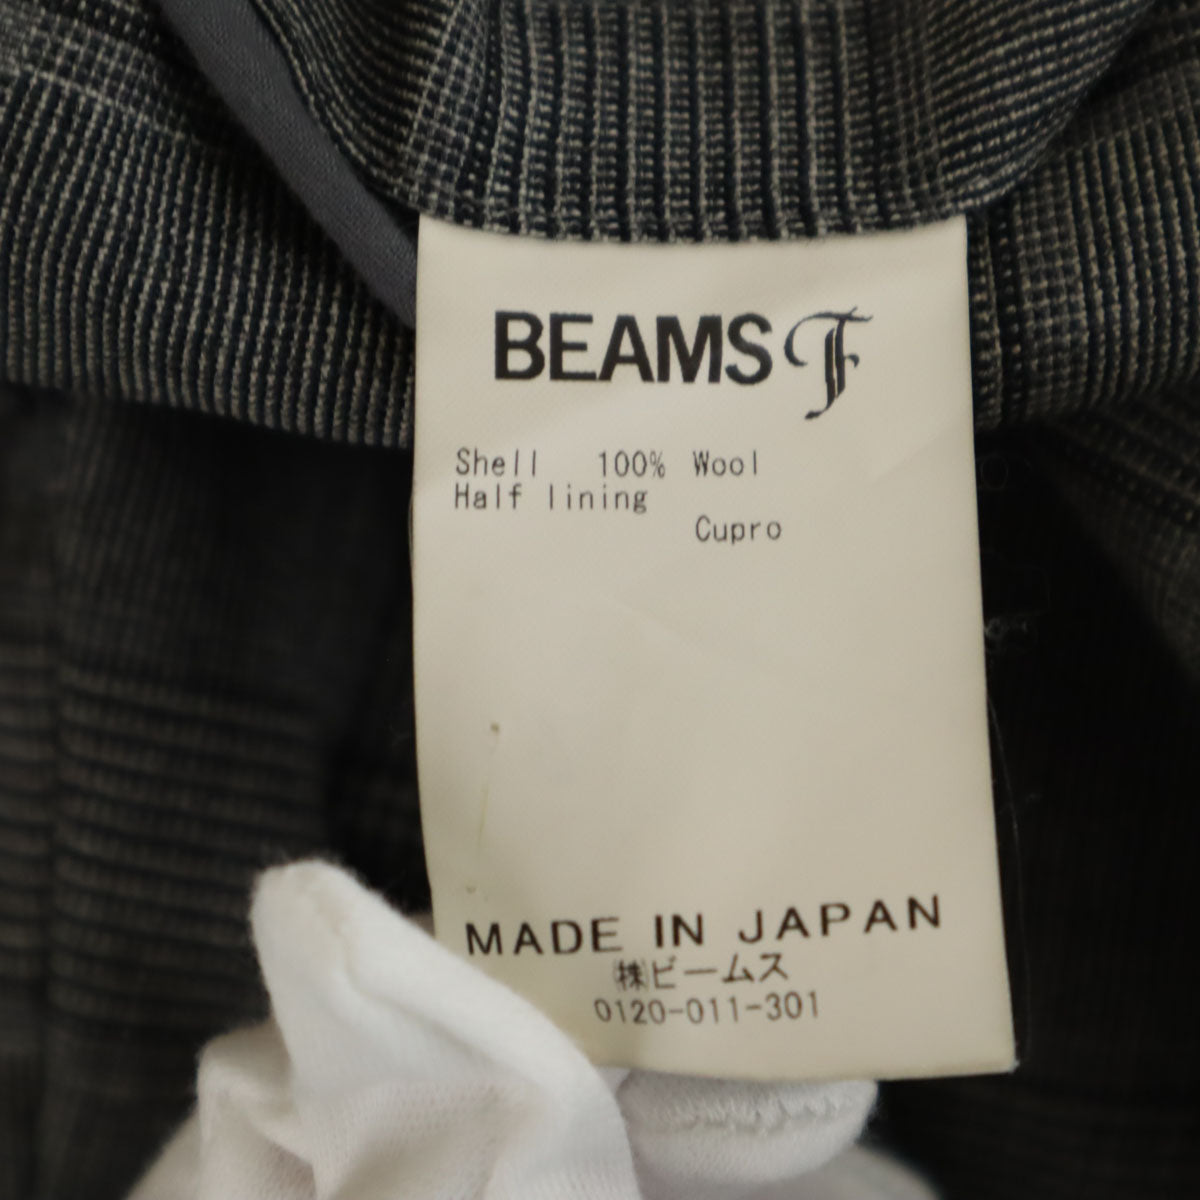 BEAMS F
Shell 100% Wool
Half lining
Cupro
MADE IN JAPAN
㈱ビームス
0120-011-301